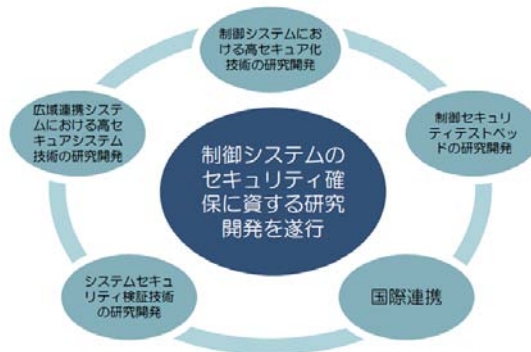 制御システムにお
ける高セキュア化
技術の研究開発
広域連携システ
ムにおける高セ
キュアシステム
技術の研究開発
制御セキュリ
ティテストベッ
ドの研究開発
制御システムの
セキュリティ確
保に資する研究
開発を遂行
システムセキュ
リティ検証技術
の研究開発
国際連携